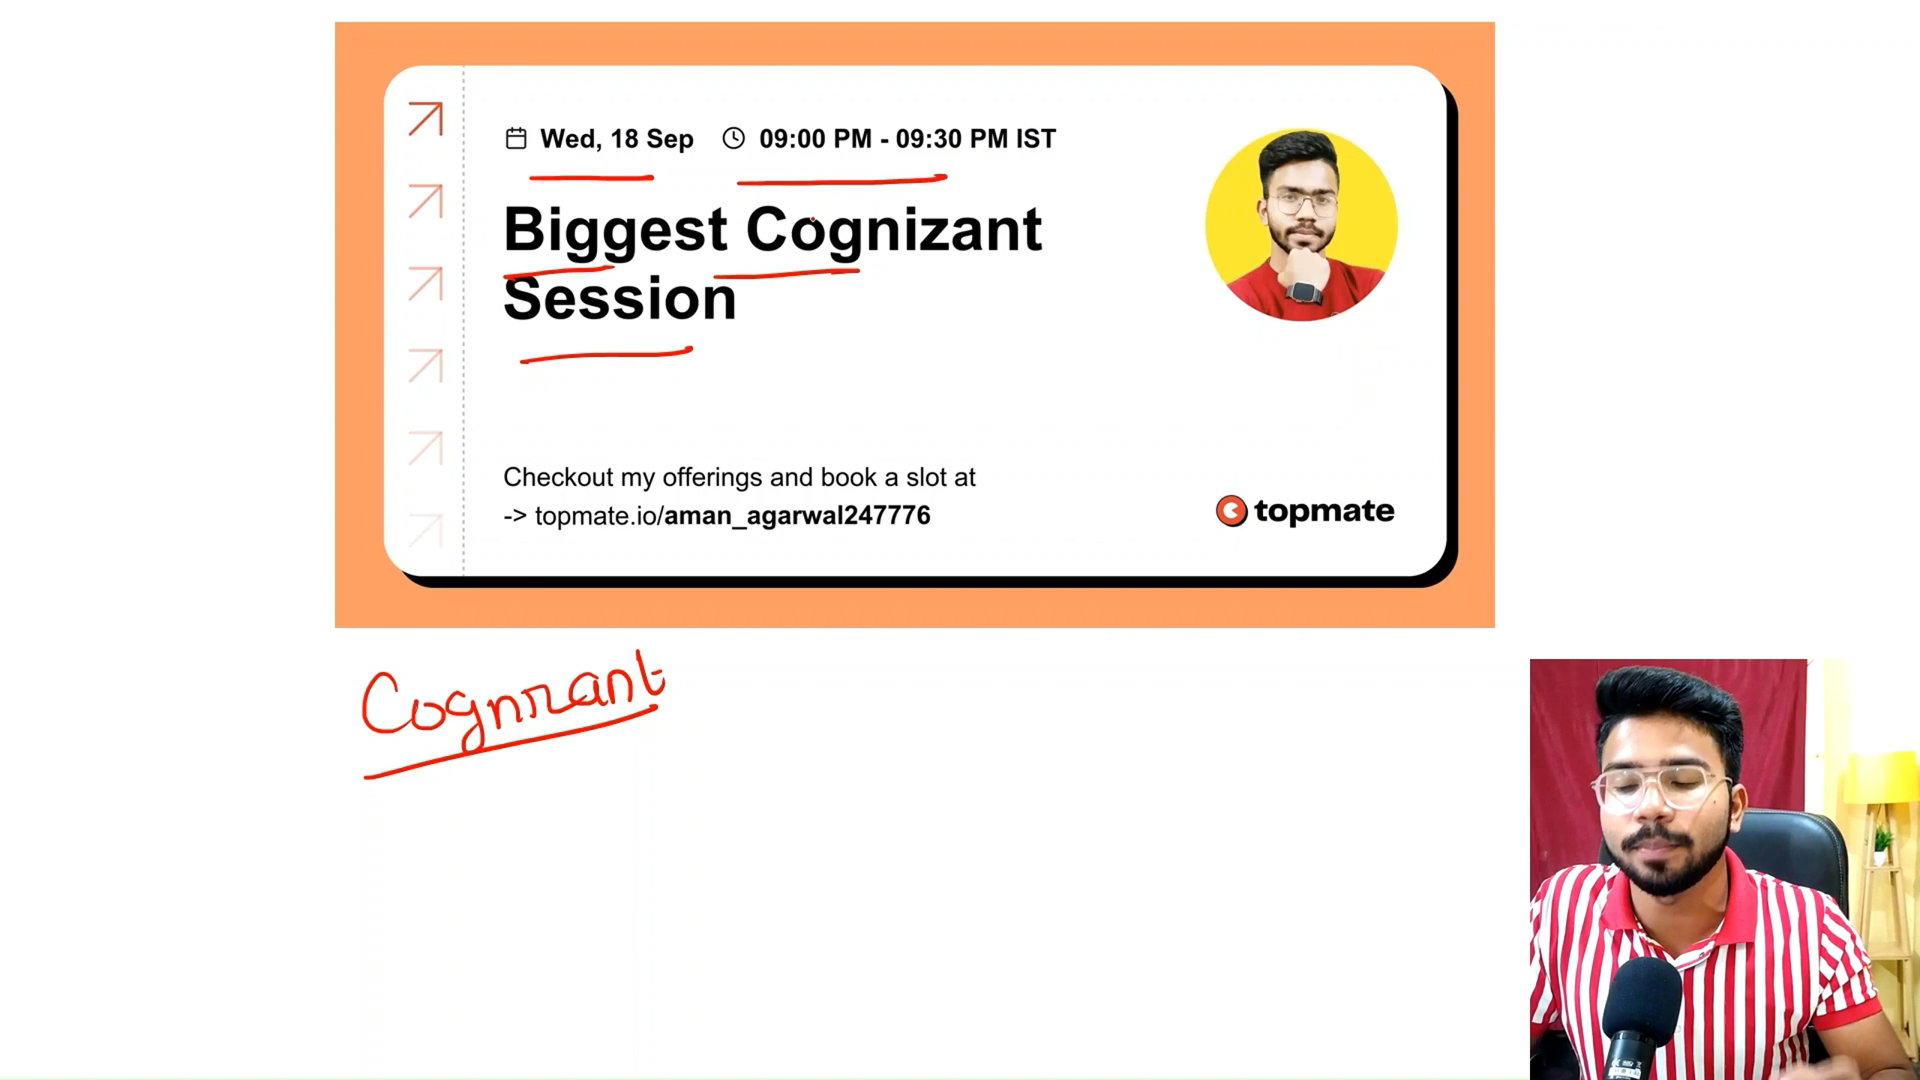 Wed, 18 Sep 09:00 PM - 09:30 PM IST
Biggest Cognizant
Session
Checkout my offerings and book a slot at
-> topmate.io/aman_agarwal247776
topmate
Cognizant